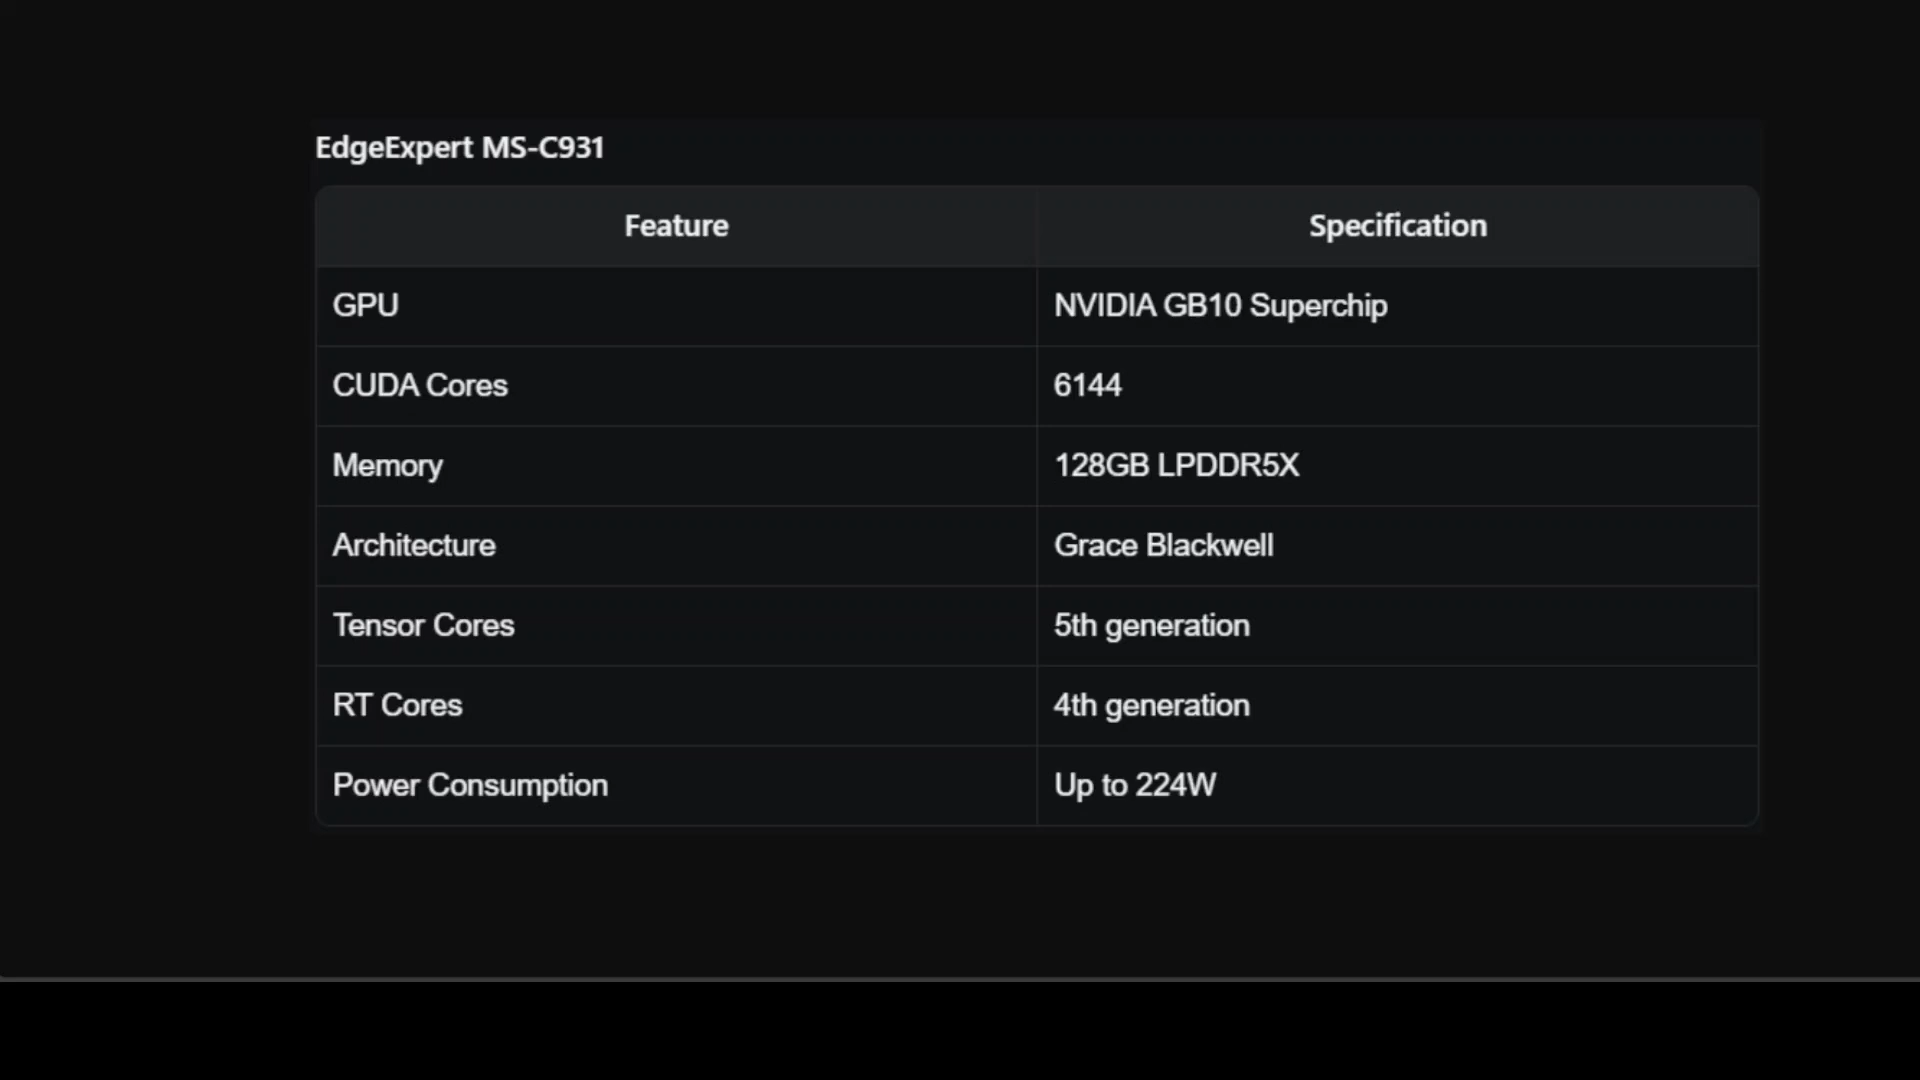 EdgeExpert MS-C931
Feature Specification
GPU NVIDIA GB10 Superchip
CUDA Cores 6144
Memory 128GB LPDDR5X
Architecture Grace Blackwell
Tensor Cores 5th generation
RT Cores 4th generation
Power Consumption Up to 224W